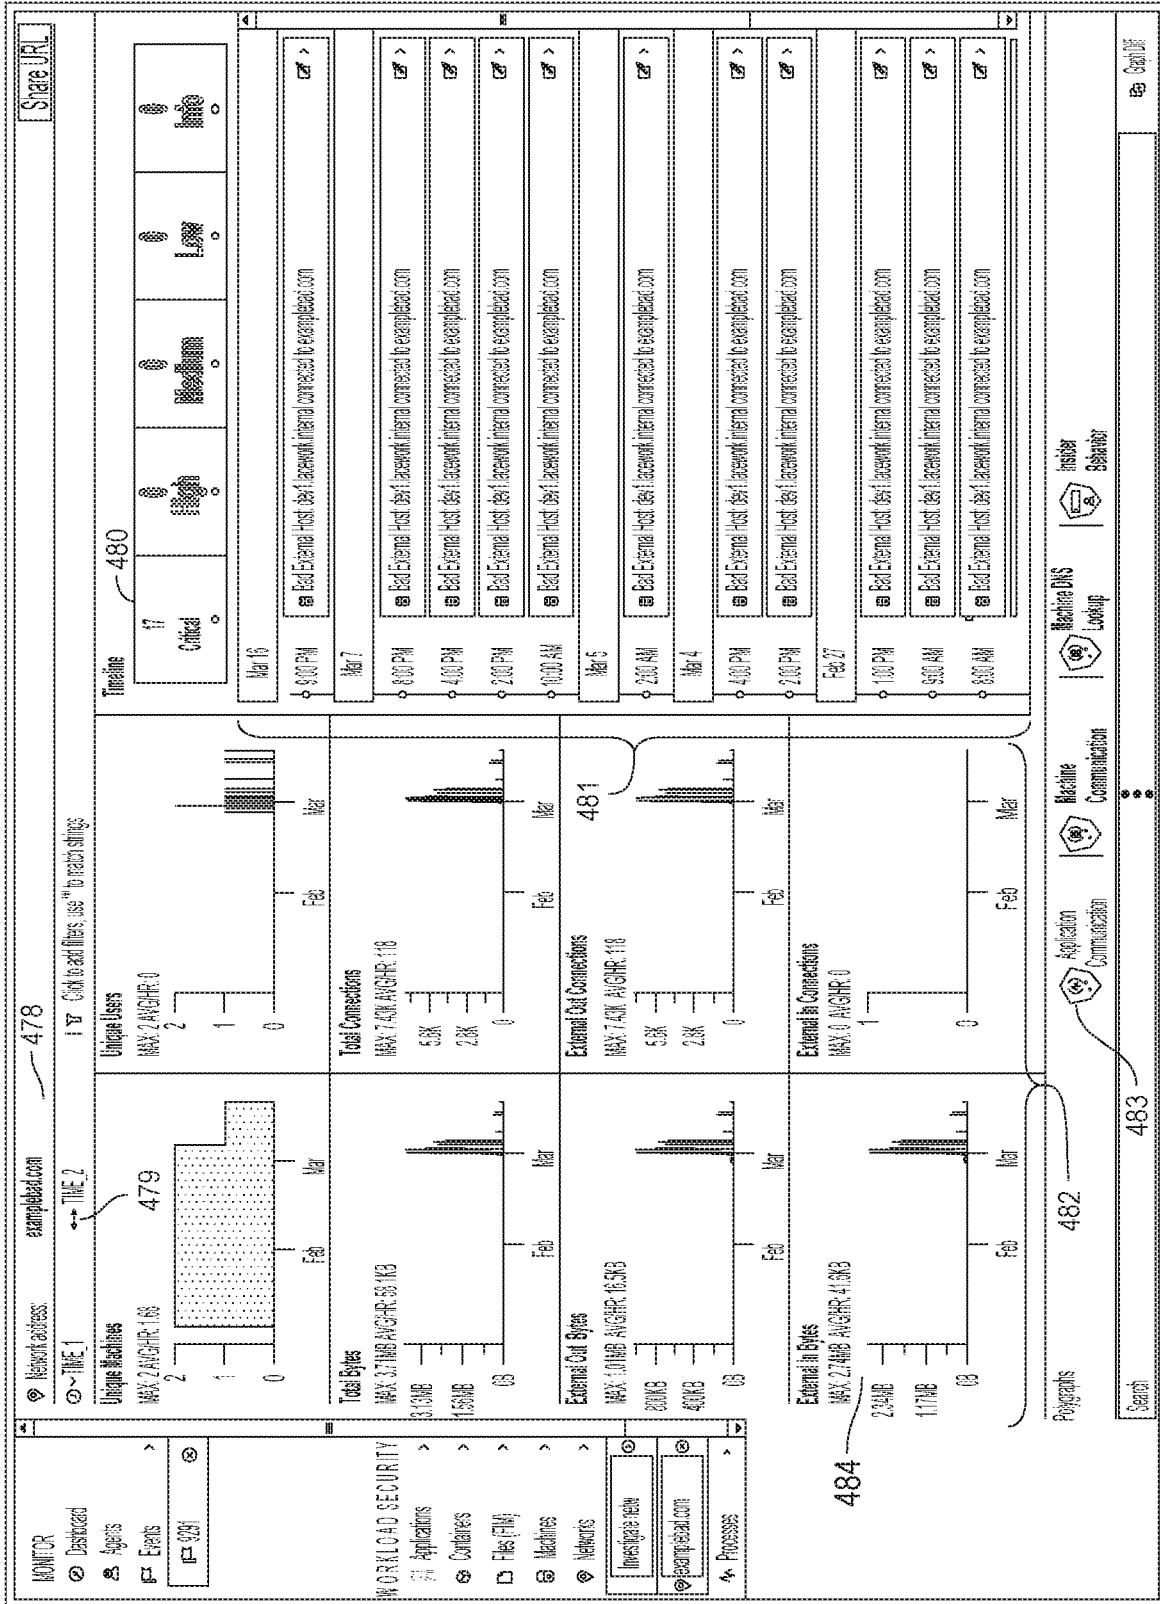 MONITOR
Dashboard
Agents
Events
9291
WORKLOAD SECURITY
Applications
Containers
Files (FIM)
Machines
Networks
Investigate netw
examplebad.com
Processes
Network address: examplebad.com
478
Share URL
TIME_1 TIME_2
479
Click to add filters, use "*" to match strings
Unique Machines
MAX: 2 AVG/HR: 1.68
2
1
0
Feb Mar
Unique Users
MAX: 2 AVG/HR: 0
2
1
0
Feb Mar
Total Bytes
MAX: 3.71MB AVG/HR: 58.1KB
3.13MB
1.56MB
0B
Feb Mar
Total Connections
MAX: 7.43K AVG/HR: 118
5.6K
2.8K
0
Feb Mar
External Out Bytes
MAX: 1.01MB AVG/HR: 16.5KB
800KB
400KB
0B
Feb Mar
External Out Connections
MAX: 7.43K AVG/HR: 118
5.6K
2.8K
0
Feb Mar
481
External In Bytes
MAX: 2.74MB AVG/HR: 41.6KB
2.34MB
1.17MB
0B
Feb Mar
484
External In Connections
MAX: 0 AVG/HR: 0
1
0
Feb Mar
Timeline
480
17
Critical
0
High
0
Medium
0
Low
0
Info
Mar 16
9:00 PM Bad External Host: dev1.lacework.internal connected to examplebad.com
Mar 7
8:00 PM Bad External Host: dev1.lacework.internal connected to examplebad.com
4:00 PM Bad External Host: dev1.lacework.internal connected to examplebad.com
2:00 PM Bad External Host: dev1.lacework.internal connected to examplebad.com
10:00 AM Bad External Host: dev1.lacework.internal connected to examplebad.com
Mar 5
2:00 AM Bad External Host: dev1.lacework.internal connected to examplebad.com
Mar 4
4:00 PM Bad External Host: dev1.lacework.internal connected to examplebad.com
2:00 PM Bad External Host: dev1.lacework.internal connected to examplebad.com
Feb 27
1:00 PM Bad External Host: dev1.lacework.internal connected to examplebad.com
9:00 AM Bad External Host: dev1.lacework.internal connected to examplebad.com
8:00 AM Bad External Host: dev1.lacework.internal connected to examplebad.com
Polygraphs
482
Application Communication
Machine Communication
Machine DNS Lookup
Insider Behavior
483
Search
Graph Diff